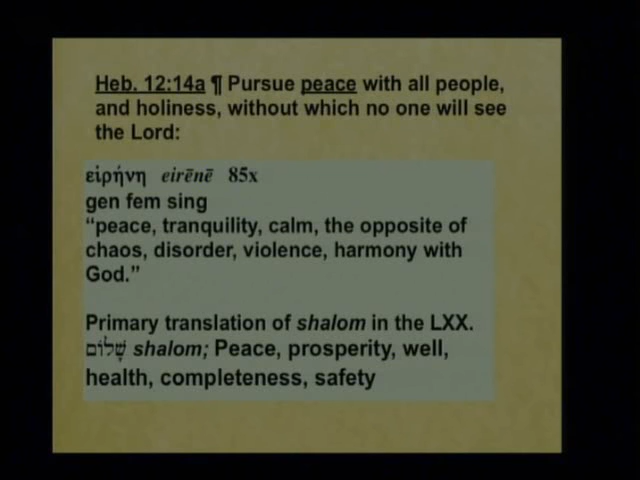 Heb. 12:14a ¶ Pursue peace with all people,
and holiness, without which no one will see
the Lord:
εἰρήνη eirēnē 85x
gen fem sing
“peace, tranquility, calm, the opposite of
chaos, disorder, violence, harmony with
God.”
Primary translation of shalom in the LXX.
שָׁלוֹם shalom; Peace, prosperity, well,
health, completeness, safety